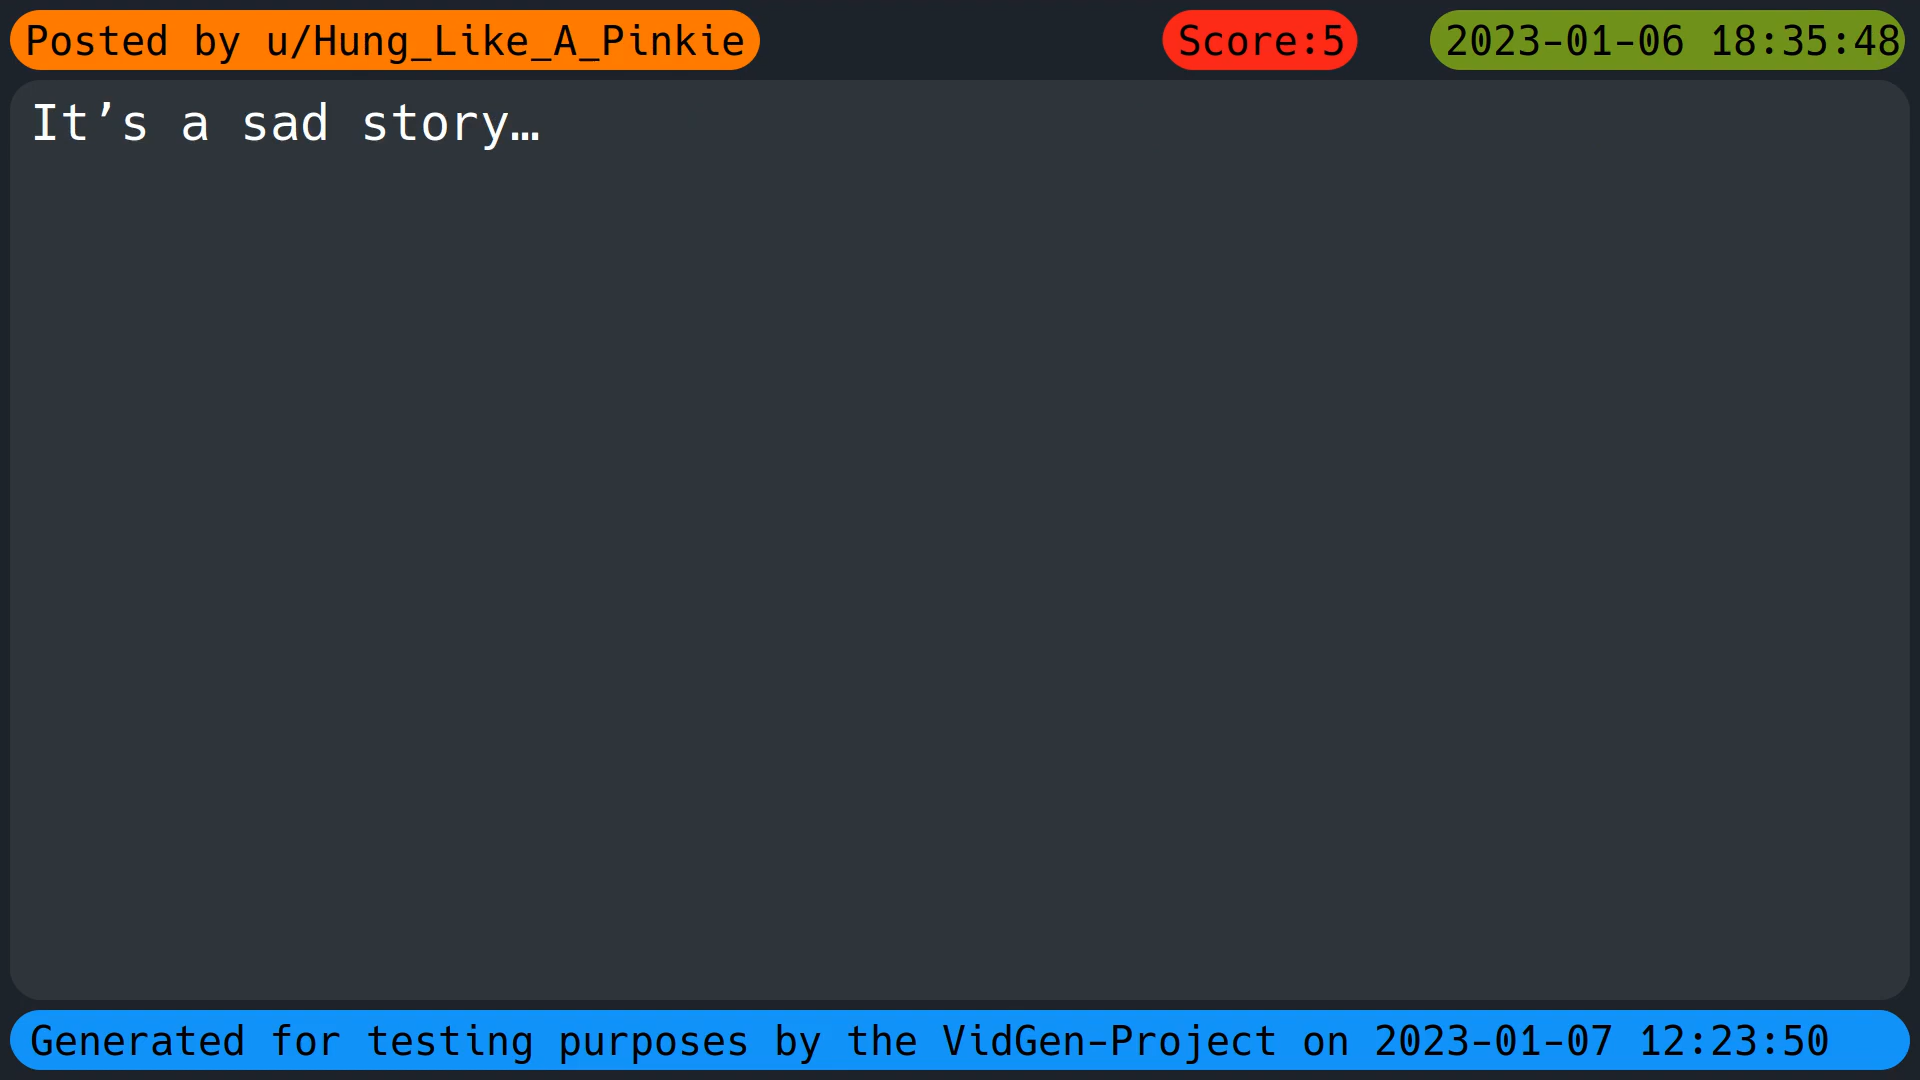 Posted by u/Hung_Like_A_Pinkie
Score:5
2023-01-06 18:35:48
It’s a sad story…
Generated for testing purposes by the VidGen-Project on 2023-01-07 12:23:50